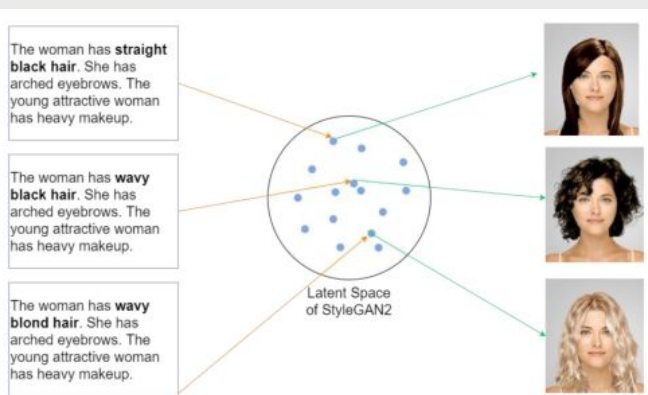 The woman has straight
black hair. She has
arched eyebrows. The
young attractive woman
has heavy makeup.
The woman has wavy
black hair. She has
arched eyebrows. The
young attractive woman
has heavy makeup.
The woman has wavy
blond hair. She has
arched eyebrows. The
young attractive woman
has heavy makeup.
Latent Space
of StyleGAN2